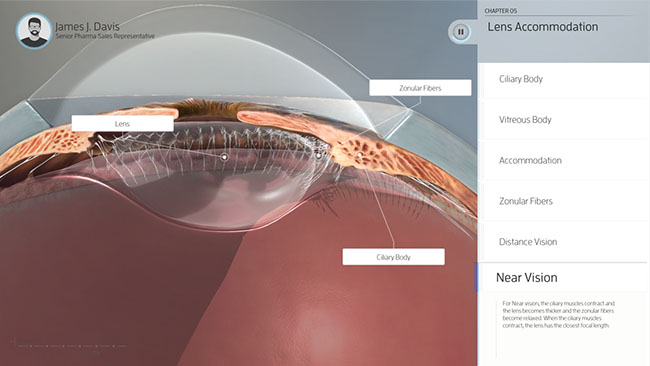 James J. Davis
Senior Pharma Sales Representative
Zonular Fibers
Lens
Ciliary Body
CHAPTER 05
Lens Accommodation
Ciliary Body
Vitreous Body
Accommodation
Zonular Fibers
Distance Vision
Near Vision
For Near vision, the ciliary muscles contract and
the lens becomes thicker and the zonular fibers
become relaxed. When the ciliary muscles
contract, the lens has the closest focal length.